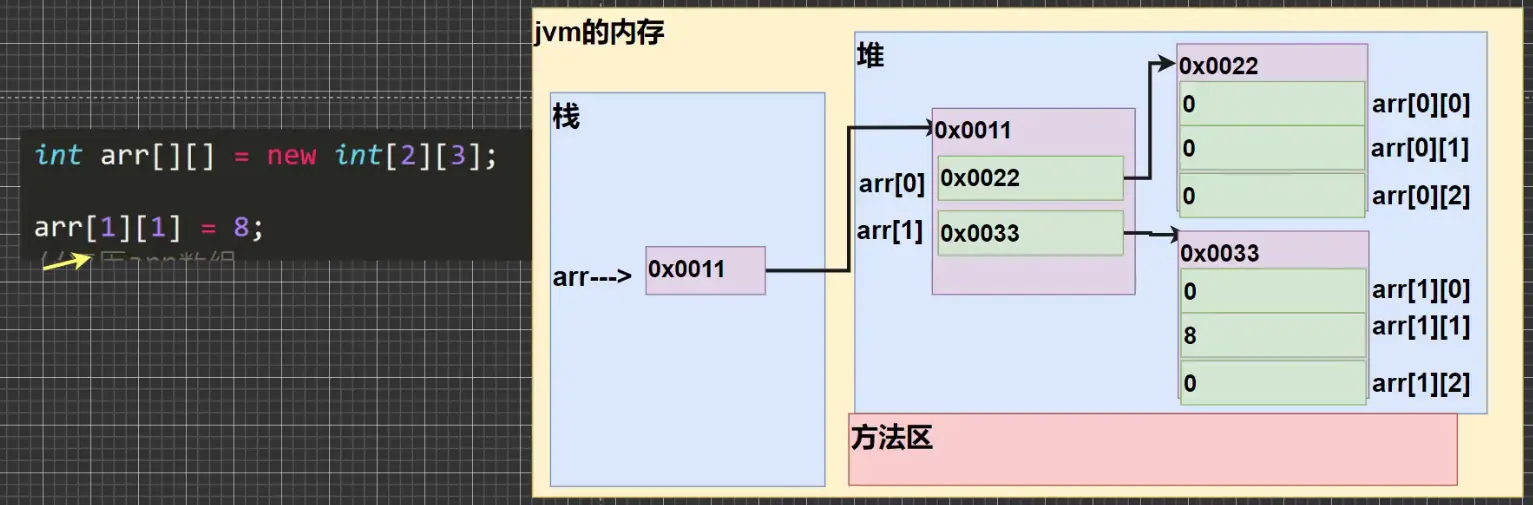 int arr[][] = new int[2][3];
arr[1][1] = 8;
jvm的内存
栈
arr---> 0x0011
堆
0x0011
arr[0] 0x0022
arr[1] 0x0033
0x0022
0 arr[0][0]
0 arr[0][1]
0 arr[0][2]
0x0033
0 arr[1][0]
8 arr[1][1]
0 arr[1][2]
方法区